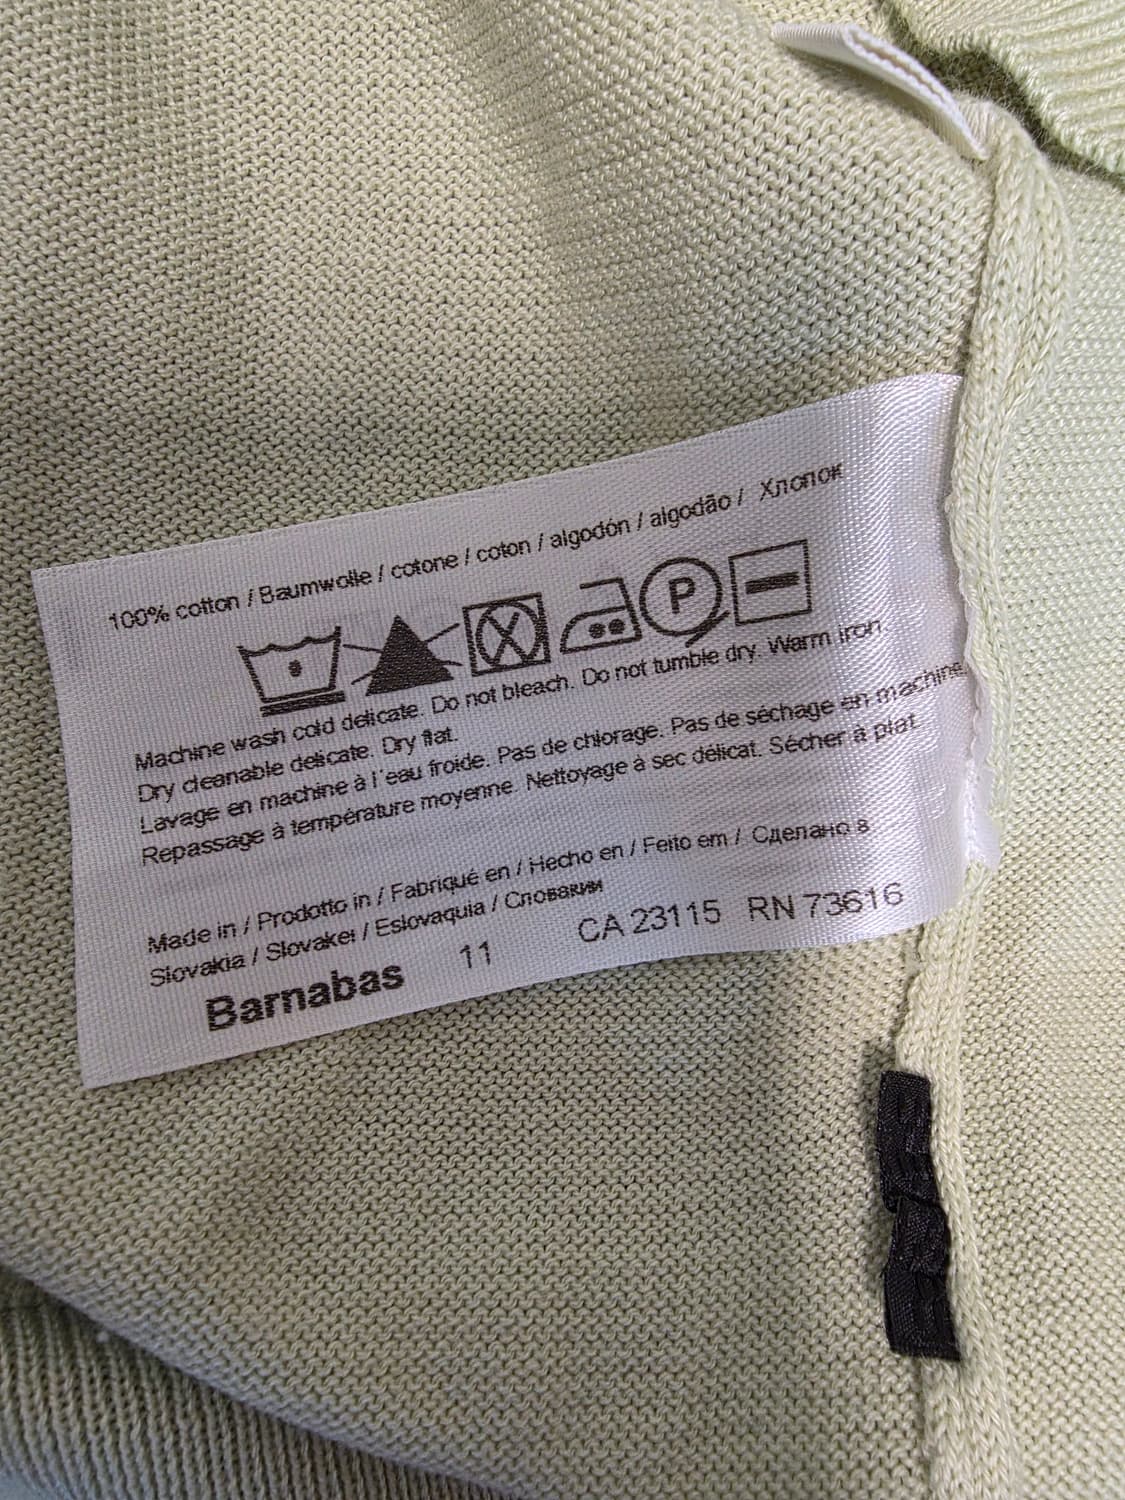 100% cotton / Baumwolle / cotone / coton / algodón / algodão / Хлопок
P
Machine wash cold delicate. Do not bleach. Do not tumble dry. Warm iron
Dry cleanable delicate. Dry flat.
Lavage en machine à l'eau froide. Pas de chlorage. Pas de séchage en machine.
Repassage à température moyenne. Nettoyage à sec délicat. Sécher à plat
Made in / Prodotto in / Fabriqué en / Hecho en / Feito em / Сделано в
Slovakia / Slovakei / Eslovaquia / Словакии
Barnabas 11 CA 23115 RN 73616